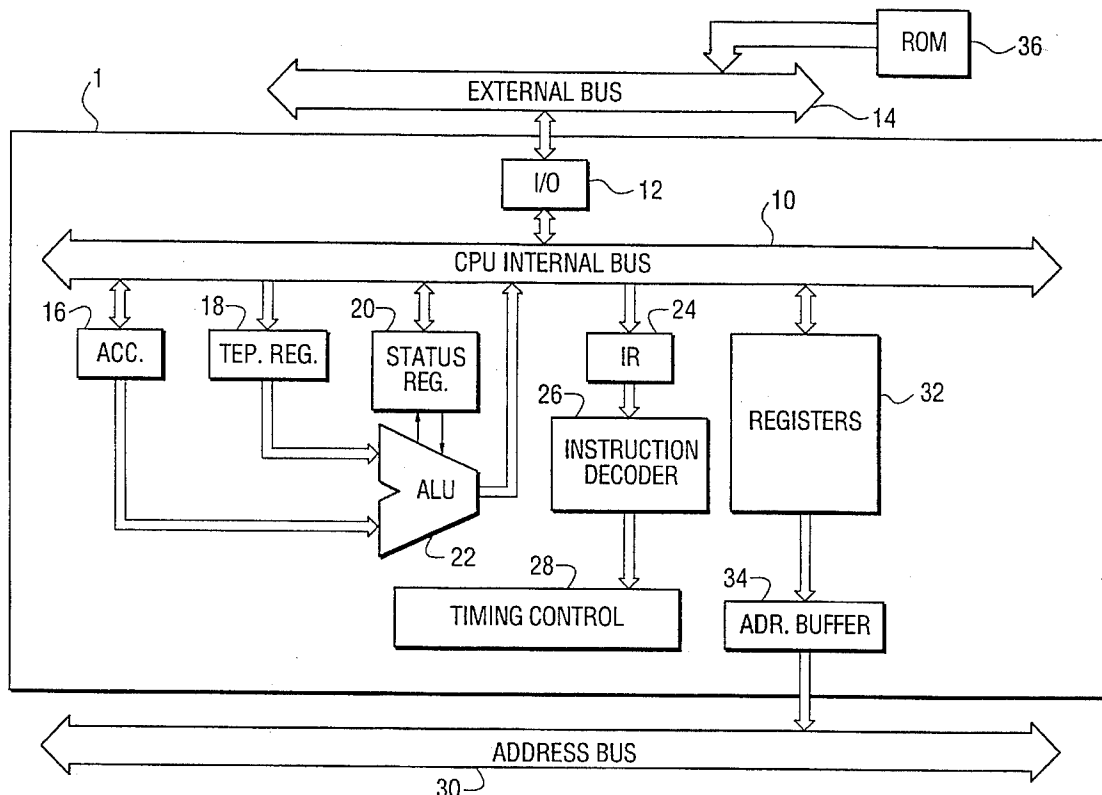 ROM
36
1
EXTERNAL BUS
14
I/O
12
10
CPU INTERNAL BUS
16
18
20
24
ACC.
TEP. REG.
STATUS
REG.
IR
32
26
REGISTERS
INSTRUCTION
DECODER
ALU
22
28
34
TIMING CONTROL
ADR. BUFFER
ADDRESS BUS
30